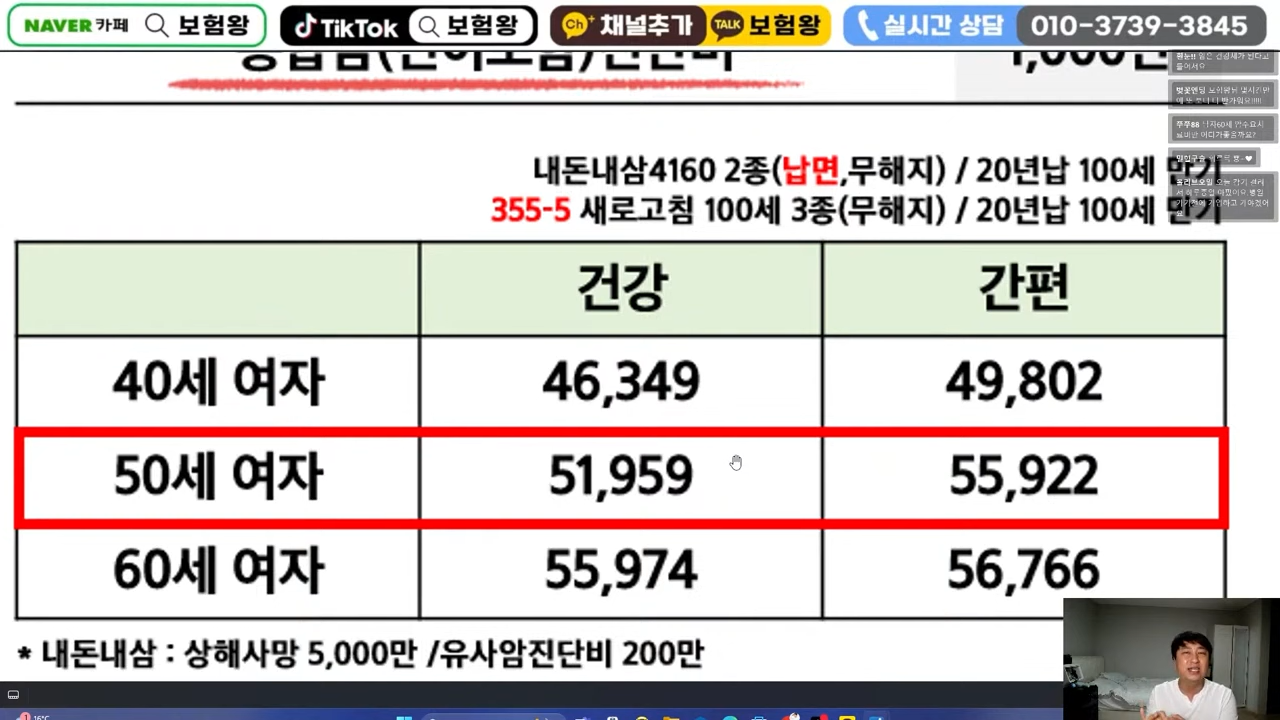 NAVER 카페 보험왕
TikTok 보험왕
Ch+ 채널추가 TALK 보험왕
실시간 상담 010-3739-3845
내돈내삼4160 2종(납면,무해지) / 20년납 100세 만기
355-5 새로고침 100세 3종(무해지) / 20년납 100세 만기
건강 간편
40세 여자 46,349 49,802
50세 여자 51,959 55,922
60세 여자 55,974 56,766
* 내돈내삼 : 상해사망 5,000만 /유사암진단비 200만
16°C